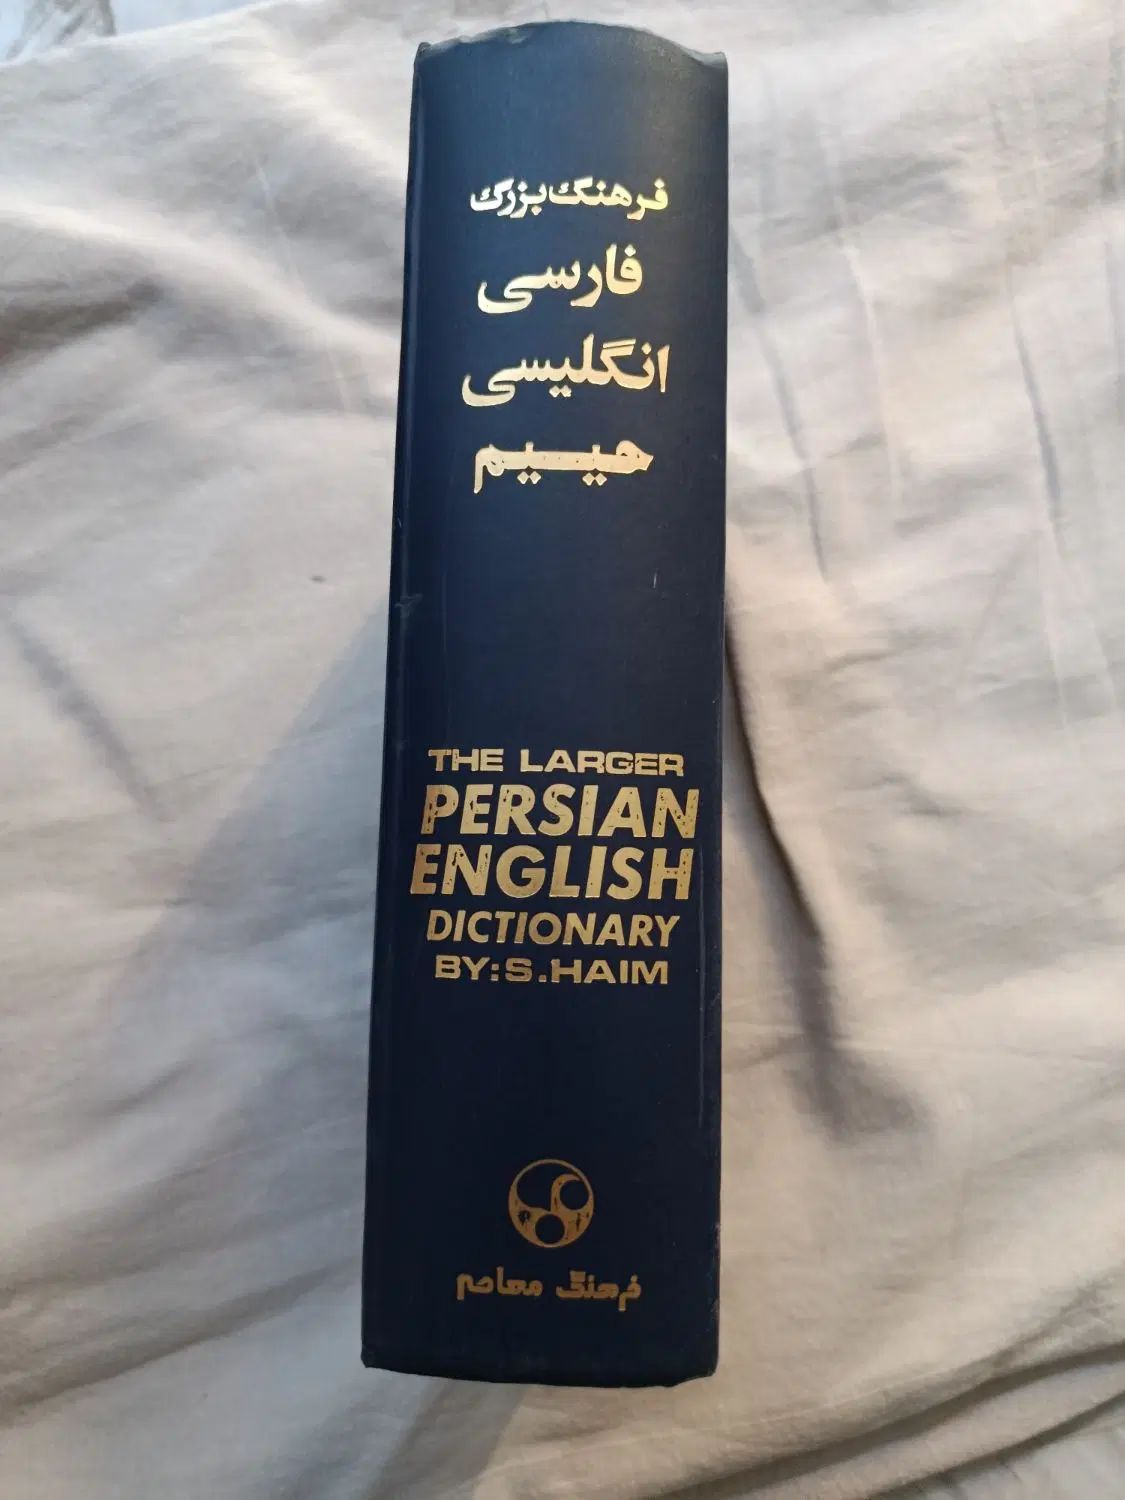 فرهنگ بزرگ
فارسی
انگلیسی
حییم
THE LARGER
PERSIAN
ENGLISH
DICTIONARY
BY: S. HAIM
فرهنگ معاصر